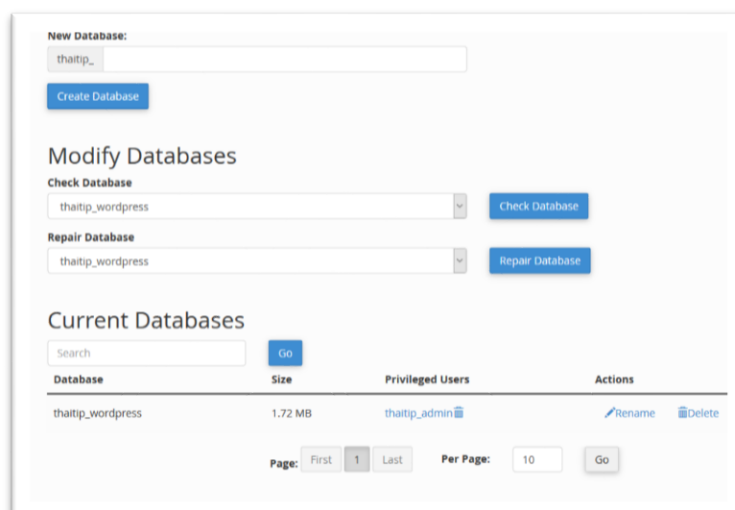 New Database:
thaitip_
Create Database
Modify Databases
Check Database
thaitip_wordpress
Check Database
Repair Database
thaitip_wordpress
Repair Database
Current Databases
Search
Go
Database Size Privileged Users Actions
thaitip_wordpress 1.72 MB thaitip_admin Rename Delete
Page: First 1 Last Per Page: 10 Go